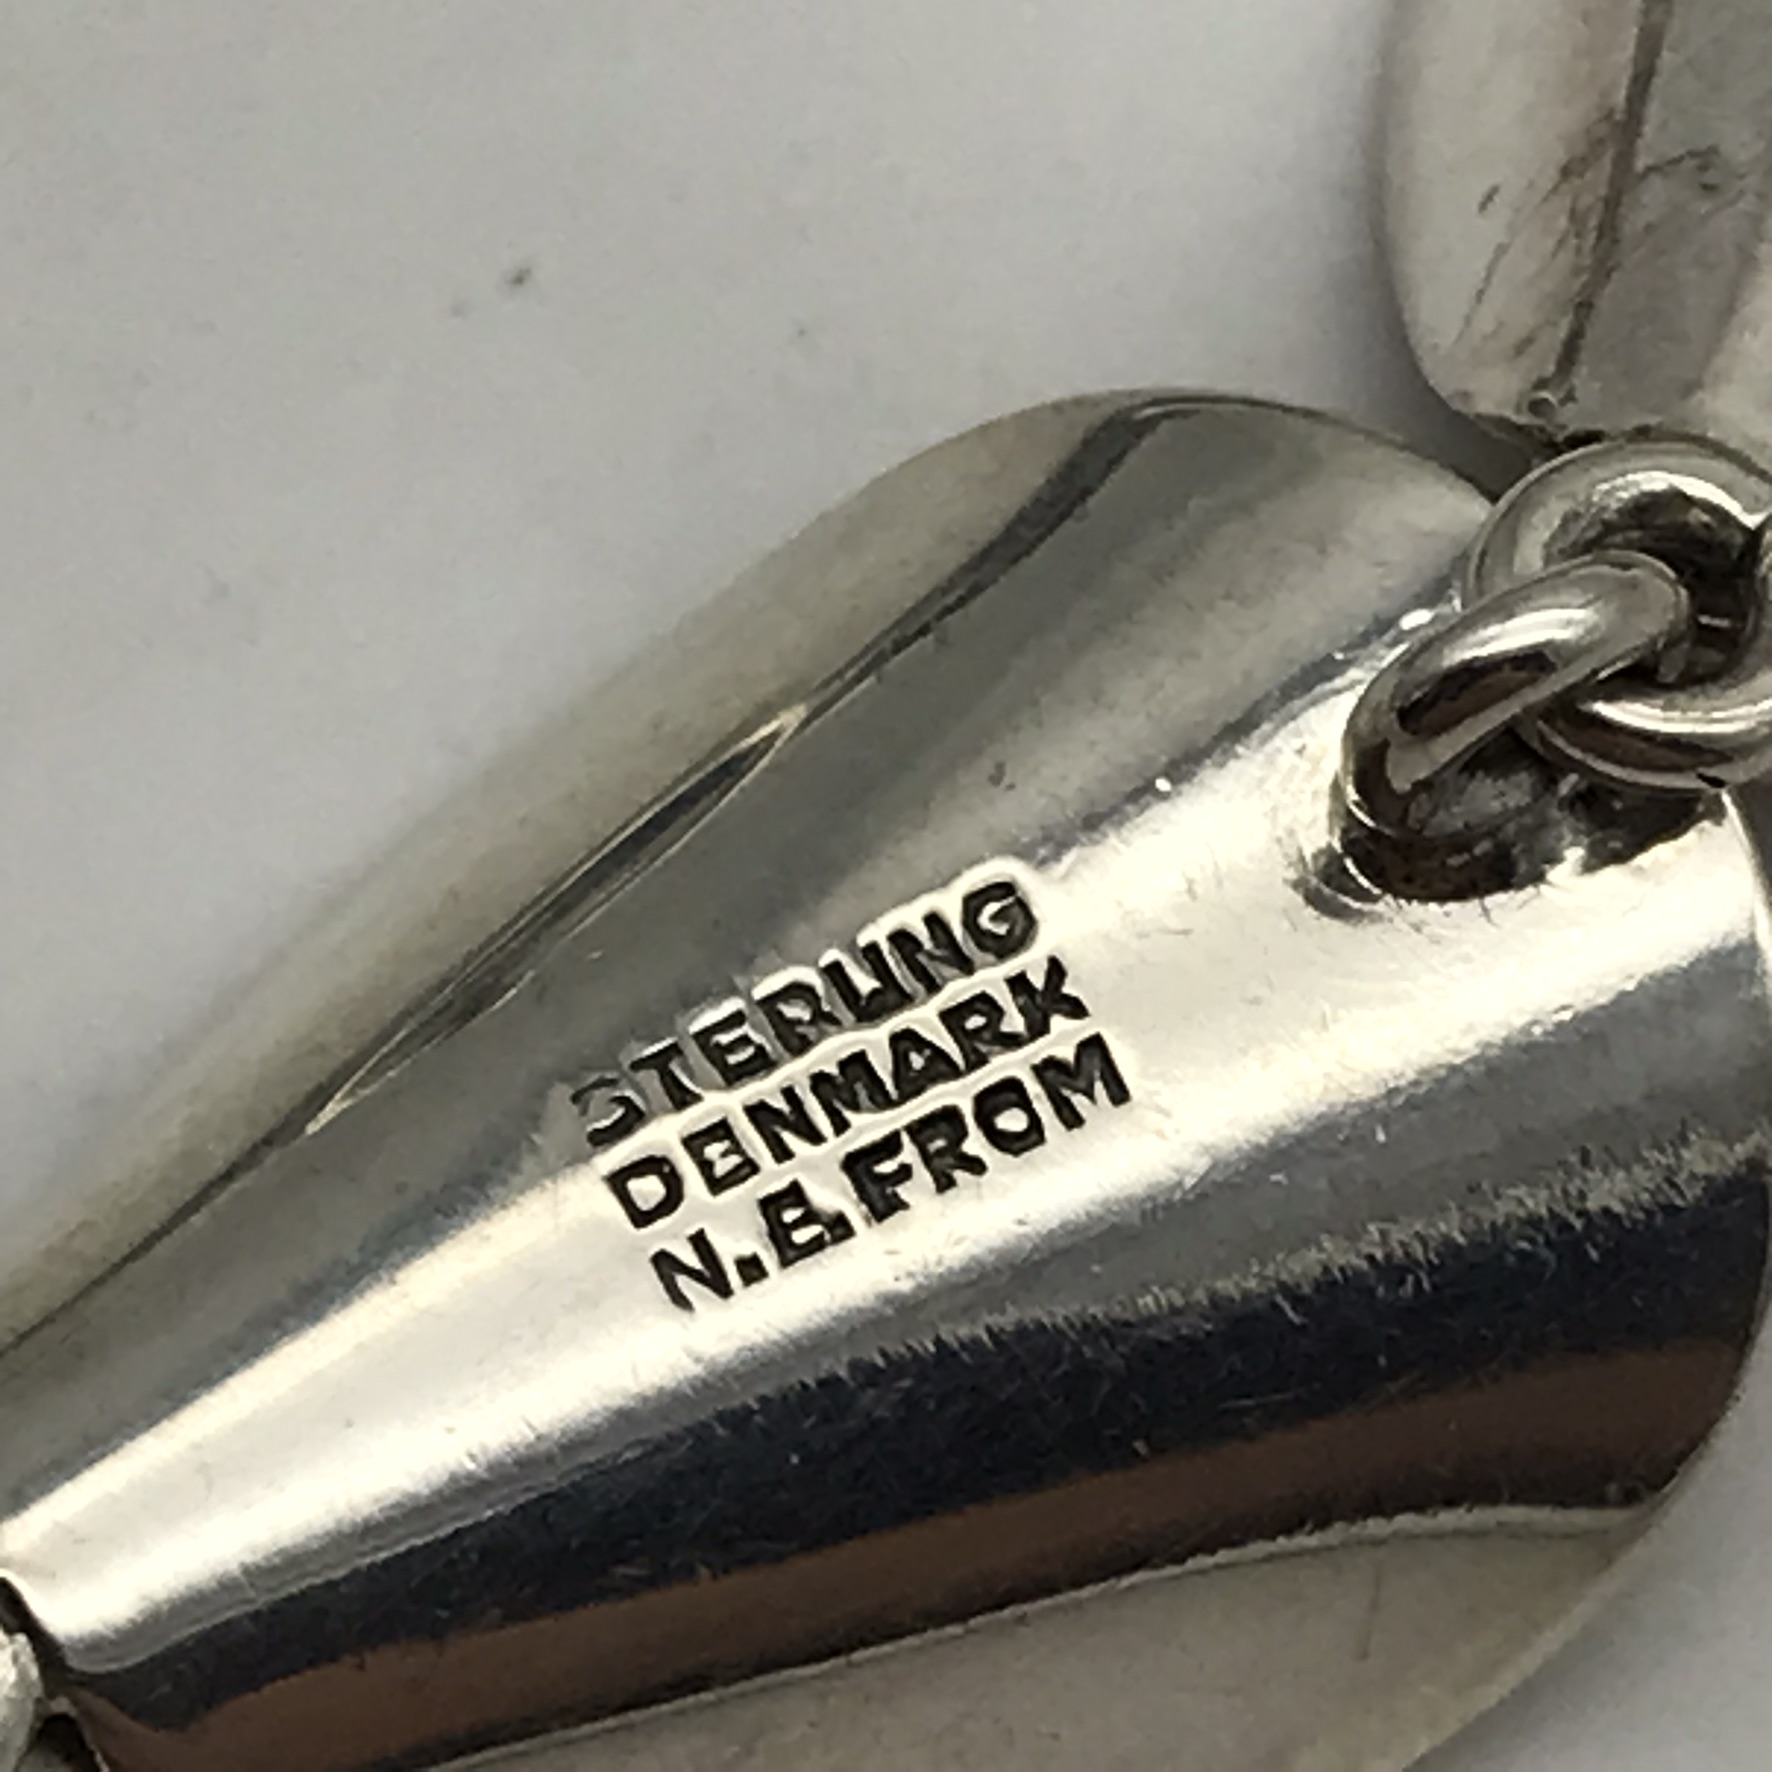 STERLING
DENMARK
N.E.FROM